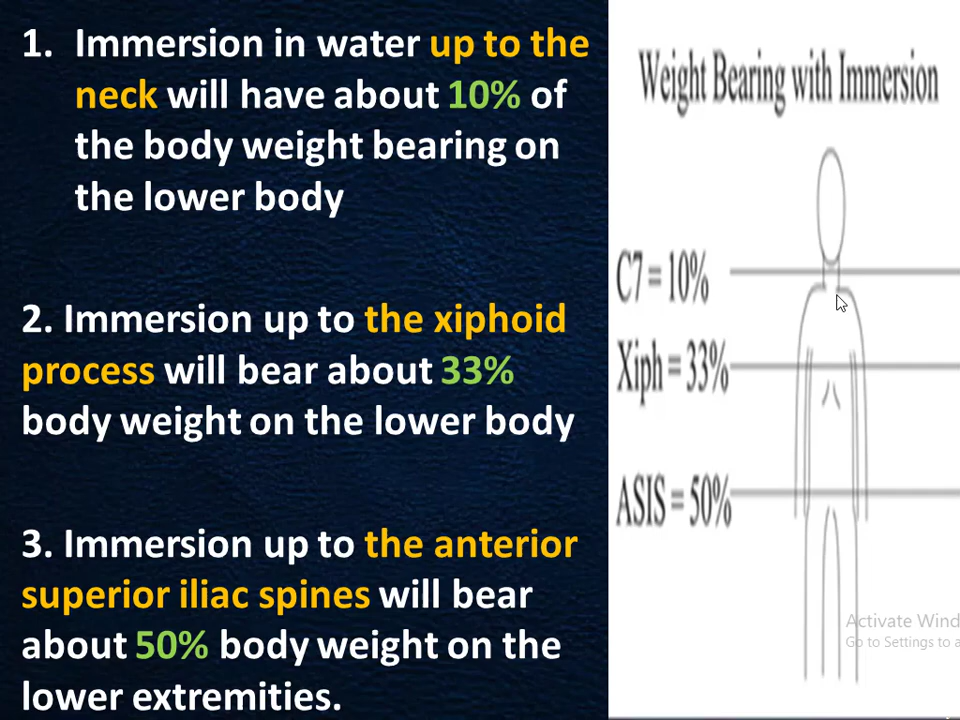 1. Immersion in water up to the
neck will have about 10% of
the body weight bearing on
the lower body
2. Immersion up to the xiphoid
process will bear about 33%
body weight on the lower body
3. Immersion up to the anterior
superior iliac spines will bear
about 50% body weight on the
lower extremities.
Weight Bearing with Immersion
C7 = 10%
Xiph = 33%
ASIS = 50%
Activate Wind
Go to Settings to a